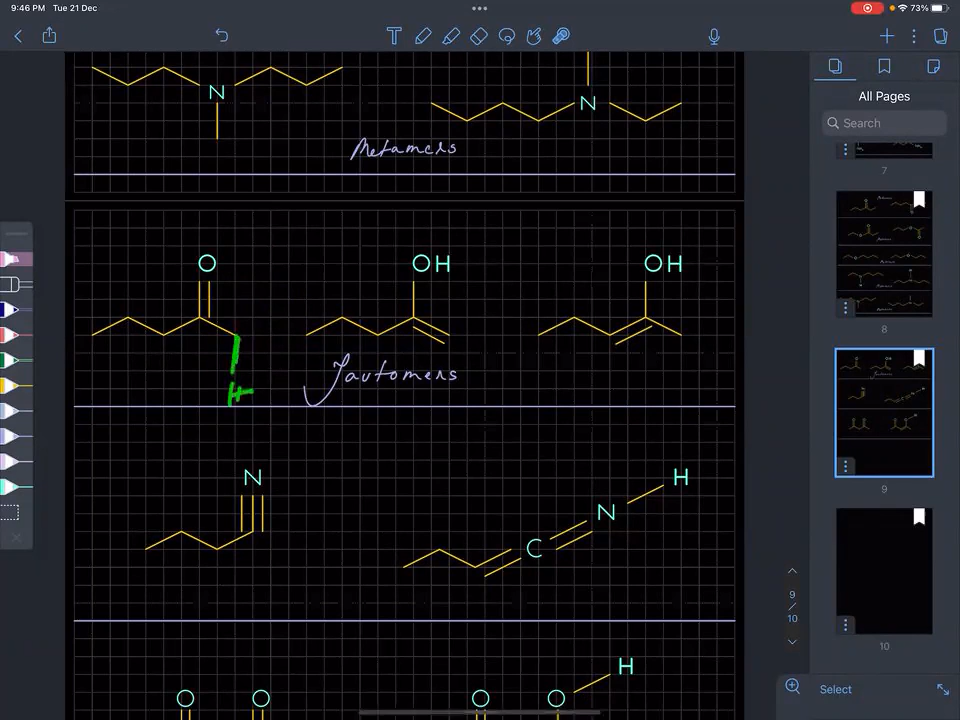 9:46 PM Tue 21 Dec
73%
T
All Pages
Search
N
N
Metamers
7
O
OH
OH
8
H
Tautomers
N
H
N
C
9
9
/
10
H
O
O
O
O
10
Select